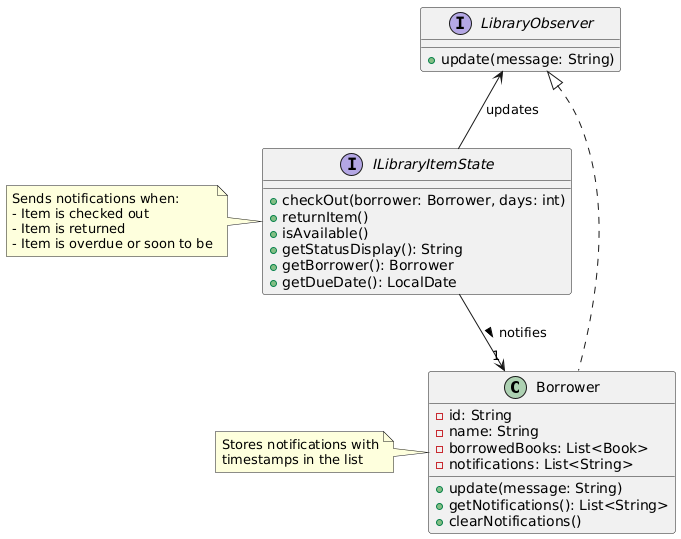 I LibraryObserver
update(message: String)
updates
I ILibraryItemState
checkOut(borrower: Borrower, days: int)
returnItem()
isAvailable()
getStatusDisplay(): String
getBorrower(): Borrower
getDueDate(): LocalDate
Sends notifications when:
- Item is checked out
- Item is returned
- Item is overdue or soon to be
notifies
1
C Borrower
id: String
name: String
borrowedBooks: List<Book>
notifications: List<String>
update(message: String)
getNotifications(): List<String>
clearNotifications()
Stores notifications with
timestamps in the list